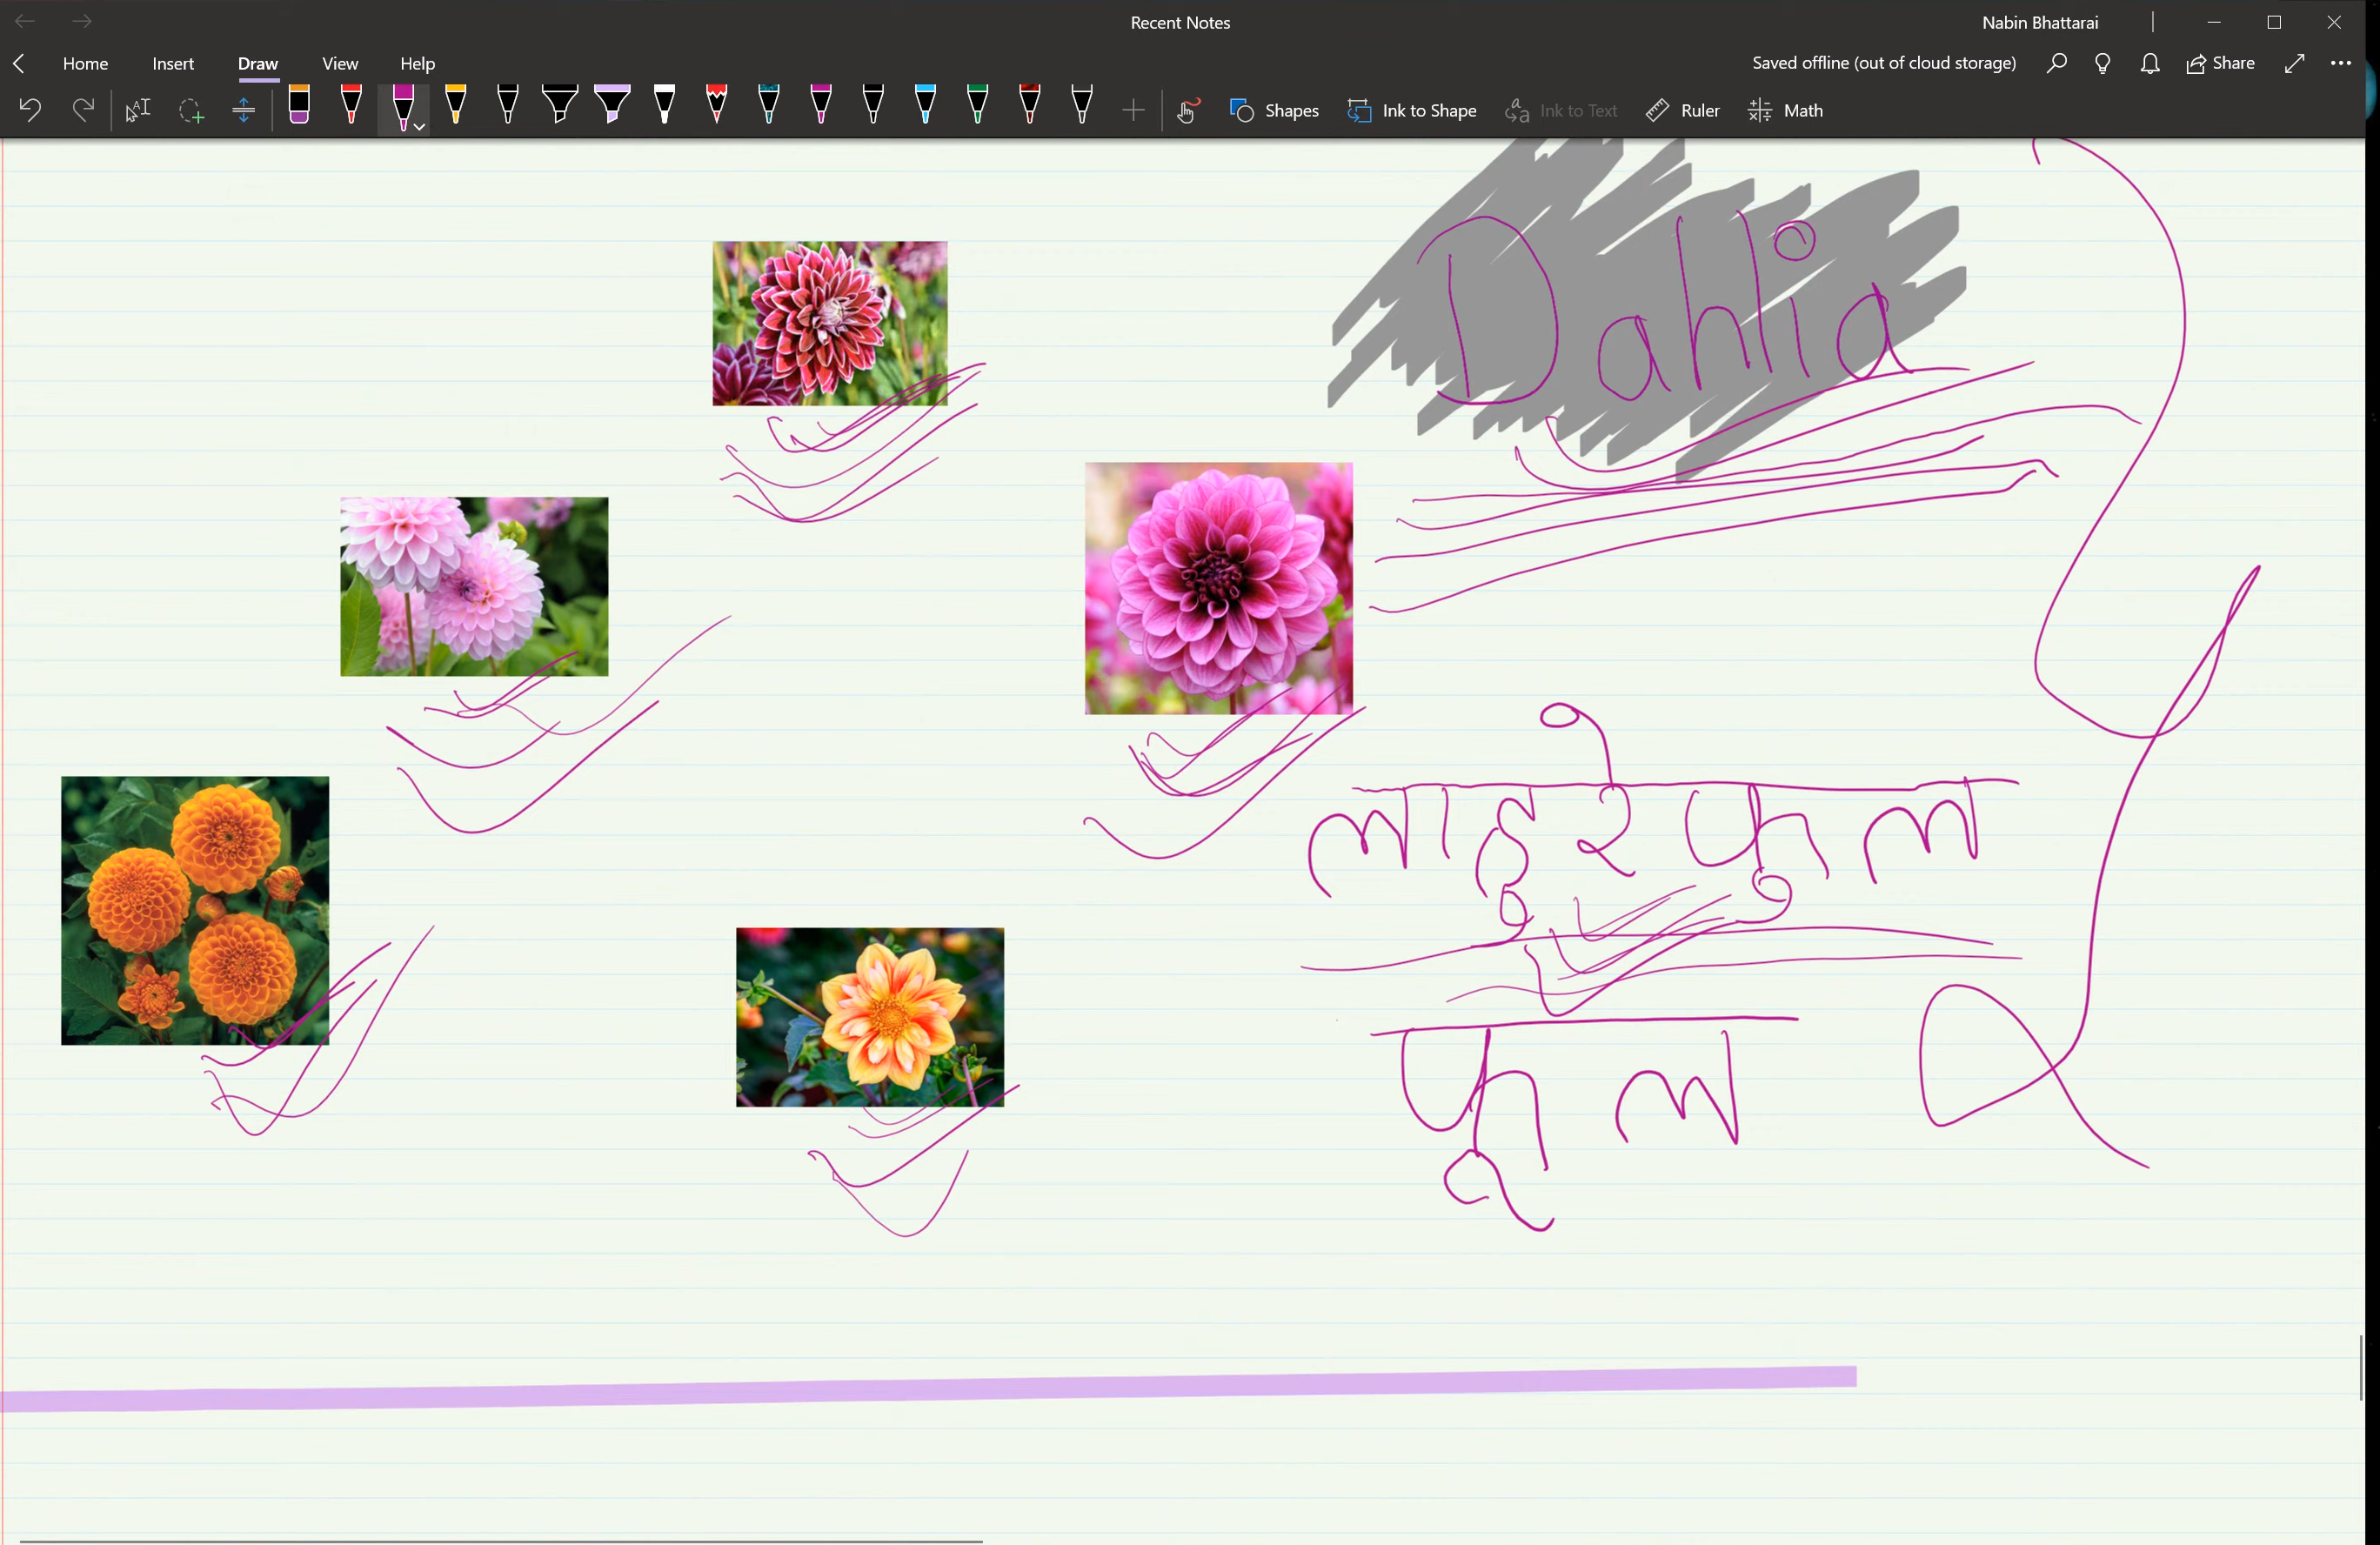 Recent Notes Nabin Bhattarai
Home Insert Draw View Help Saved offline (out of cloud storage) Share
Shapes Ink to Shape Ink to Text Ruler Math
Dahlia
लाहुरे फुल
फूल